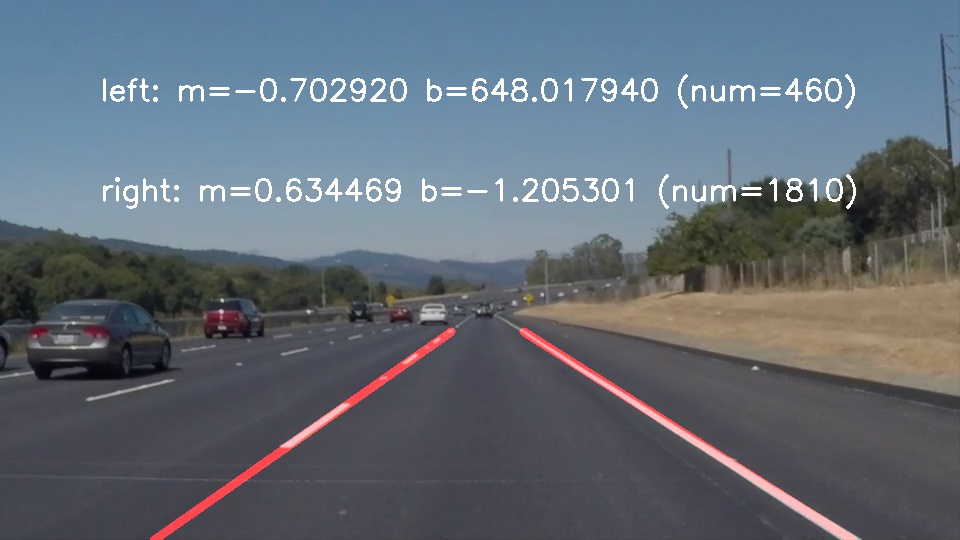 left: m=-0.702920 b=648.017940 (num=460)
right: m=0.634469 b=-1.205301 (num=1810)